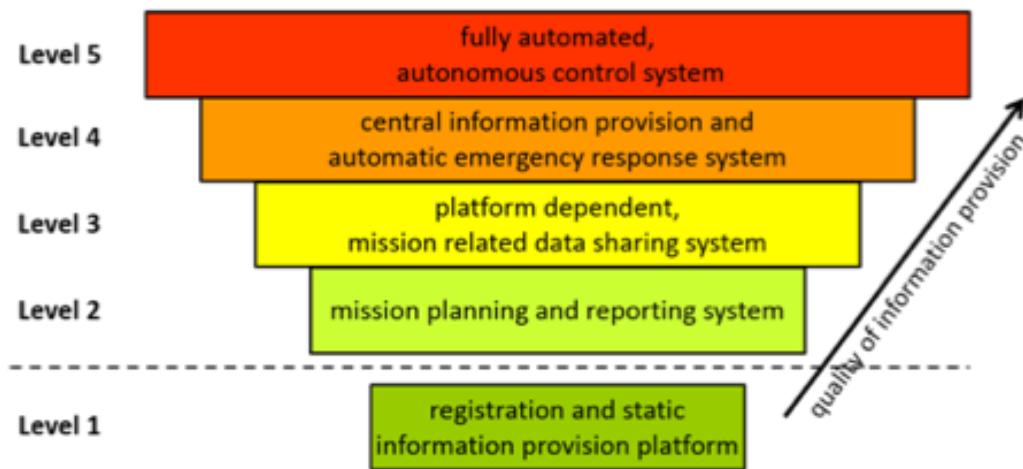 Level 5
fully automated,
autonomous control system
Level 4
central information provision and
automatic emergency response system
Level 3
platform dependent,
mission related data sharing system
Level 2
mission planning and reporting system
Level 1
registration and static
information provision platform
quality of information provision